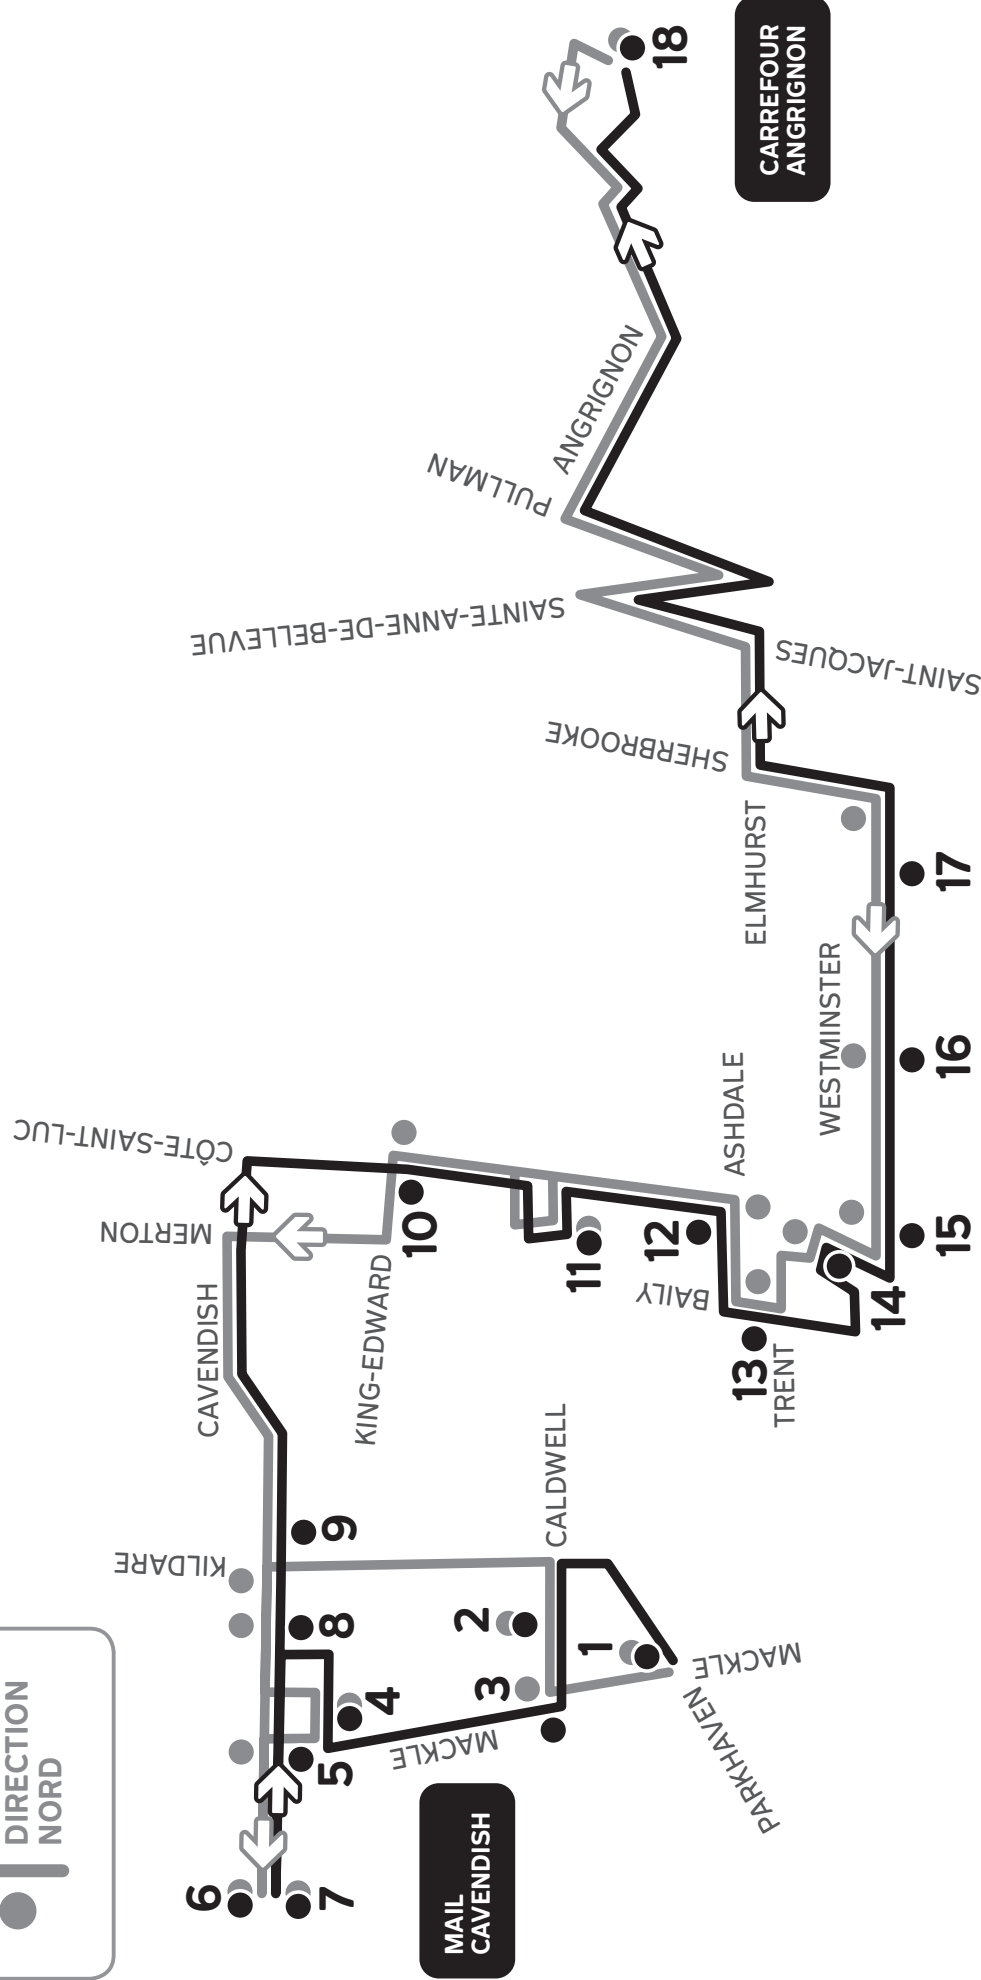 DIRECTION
NORD
6
7
5
4
8
9
3
2
1
MAIL
CAVENDISH
MACKLE
MACKLE
PARKHAVEN
CALDWELL
KILDARE
CAVENDISH
MERTON
CÔTE-SAINT-LUC
KING-EDWARD
10
11
12
BAILY
13
TRENT
ASHDALE
14
15
WESTMINSTER
16
17
ELMHURST
SHERBROOKE
SAINT-JACQUES
SAINTE-ANNE-DE-BELLEVUE
PULLMAN
ANGRIGNON
18
CARREFOUR
ANGRIGNON